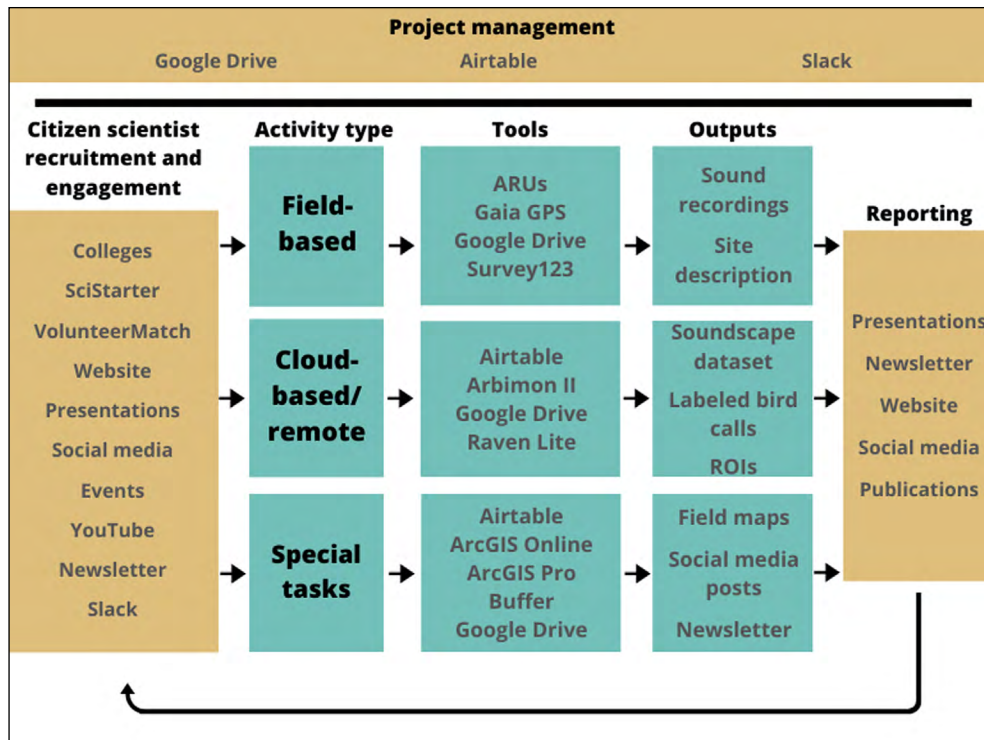 Project management
Google Drive
Airtable
Slack
Citizen scientist
recruitment and
engagement
Colleges
SciStarter
VolunteerMatch
Website
Presentations
Social media
Events
YouTube
Newsletter
Slack
Activity type
Field-
based
Cloud-
based/
remote
Special
tasks
Tools
ARUs
Gaia GPS
Google Drive
Survey123
Airtable
Arbimon II
Google Drive
Raven Lite
Airtable
ArcGIS Online
ArcGIS Pro
Buffer
Google Drive
Outputs
Sound
recordings
Site
description
Soundscape
dataset
Labeled bird
calls
ROIs
Field maps
Social media
posts
Newsletter
Reporting
Presentations
Newsletter
Website
Social media
Publications